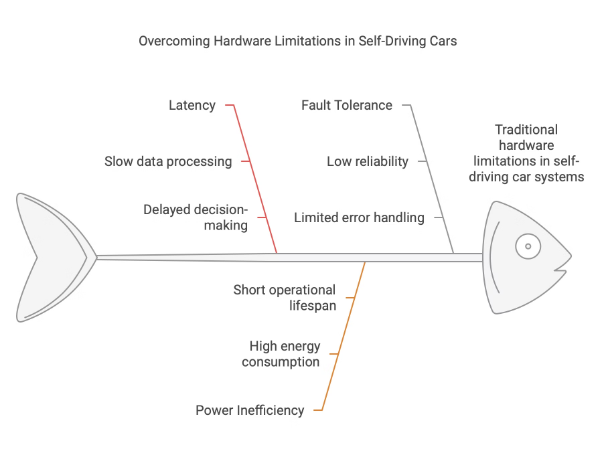 Overcoming Hardware Limitations in Self-Driving Cars
Latency
Slow data processing
Delayed decision-
making
Fault Tolerance
Low reliability
Limited error handling
Traditional
hardware
limitations in self-
driving car systems
Short operational
lifespan
High energy
consumption
Power Inefficiency